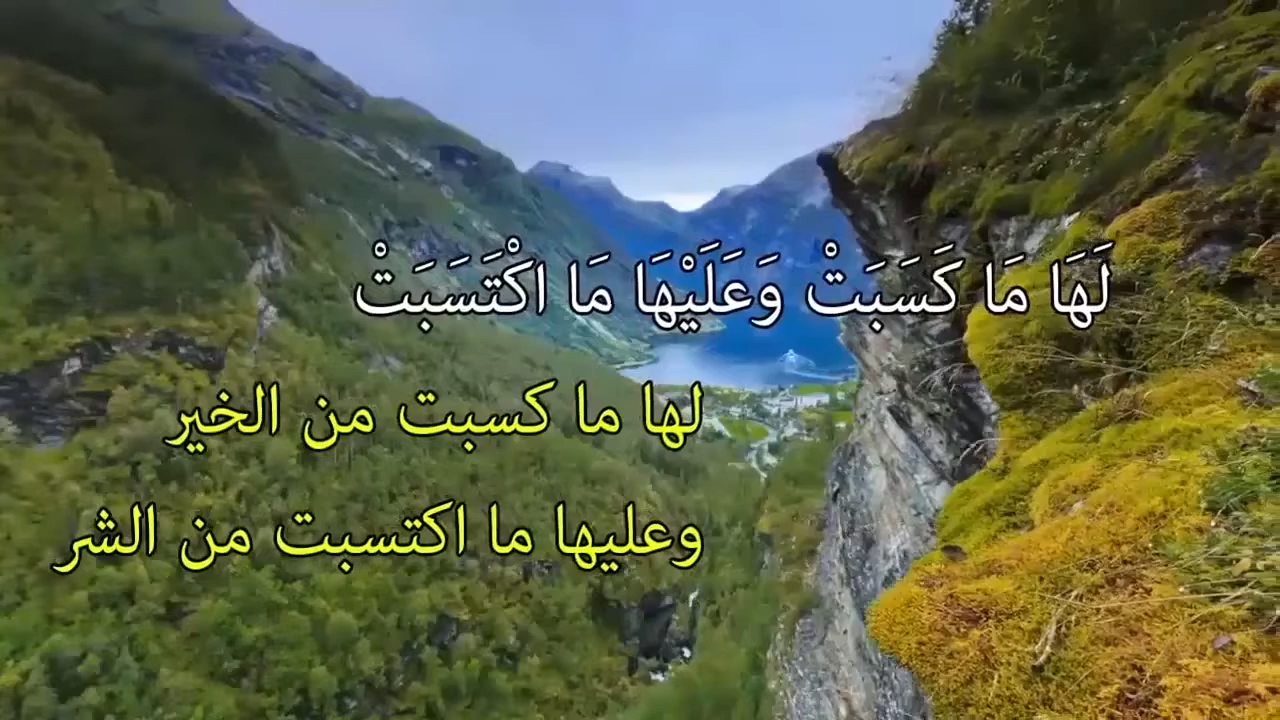 لَهَا مَا كَسَبَتْ وَعَلَيْهَا مَا اكْتَسَبَتْ
لها ما كسبت من الخير
وعليها ما اكتسبت من الشر